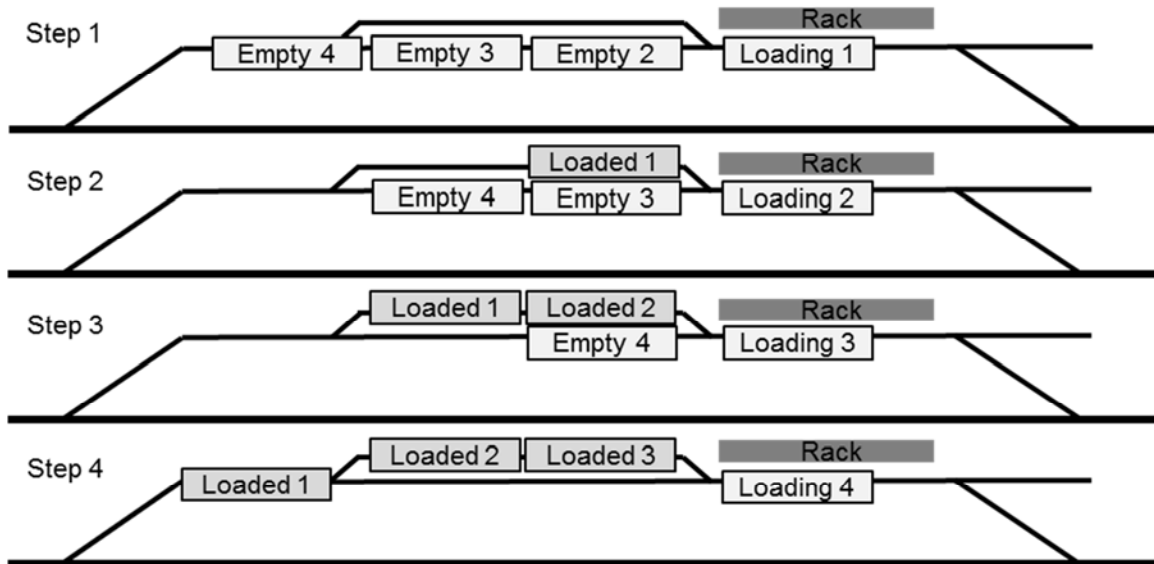 Step 1
Rack
Empty 4 Empty 3 Empty 2 Loading 1
Step 2
Loaded 1 Rack
Empty 4 Empty 3 Loading 2
Step 3
Loaded 1 Loaded 2 Rack
Empty 4 Loading 3
Step 4
Loaded 2 Loaded 3 Rack
Loaded 1 Loading 4